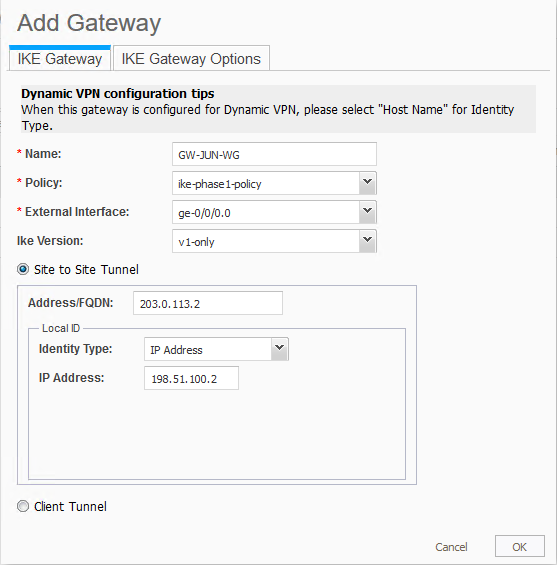 Add Gateway
IKE Gateway
IKE Gateway Options
Dynamic VPN configuration tips
When this gateway is configured for Dynamic VPN, please select "Host Name" for Identity
Type.
* Name: GW-JUN-WG
* Policy: ike-phase1-policy
* External Interface: ge-0/0/0.0
Ike Version: v1-only
Site to Site Tunnel
Address/FQDN: 203.0.113.2
Local ID
Identity Type: IP Address
IP Address: 198.51.100.2
Client Tunnel
Cancel OK